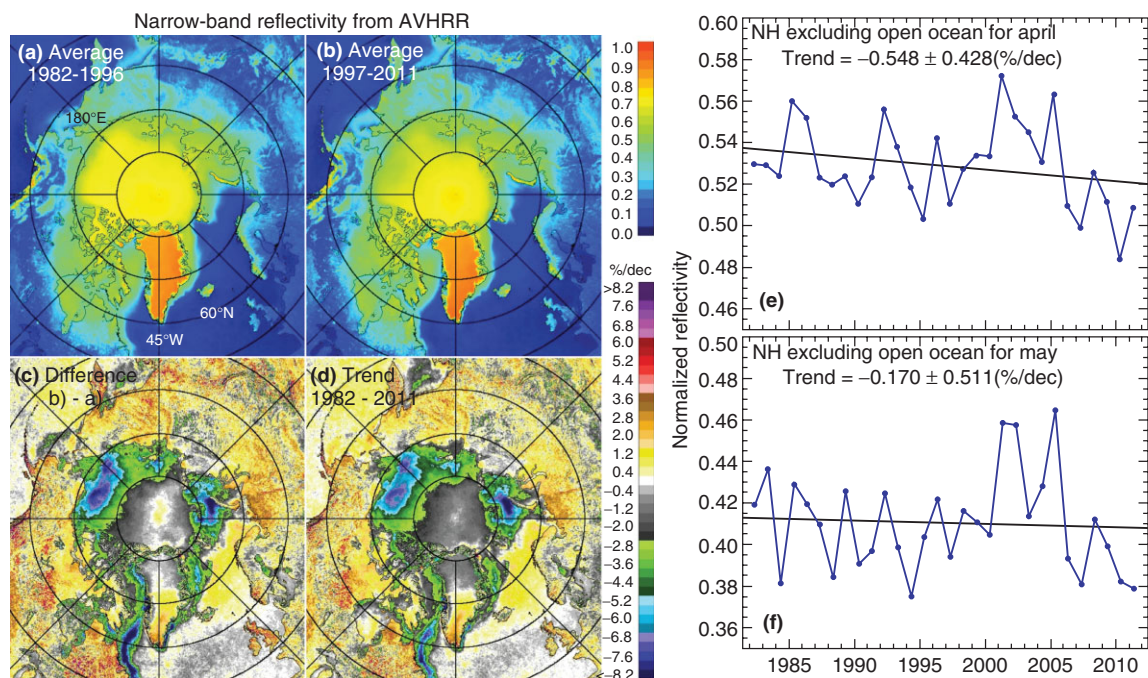 Narrow-band reflectivity from AVHRR
(a) Average
1982-1996
180°E
60°N
45°W
(b) Average
1997-2011
1.0
0.9
0.8
0.7
0.6
0.5
0.4
0.3
0.2
0.1
0.0
(c) Difference
b) - a)
(d) Trend
1982 - 2011
%/dec
>8.2
7.6
6.8
6.0
5.2
4.4
3.6
2.8
2.0
1.2
0.4
−0.4
−1.2
−2.0
−2.8
−3.6
−4.4
−5.2
−6.0
−6.8
−7.6
<−8.2
Normalized reflectivity
0.60
0.58
0.56
0.54
0.52
0.50
0.48
0.46
NH excluding open ocean for april
Trend = −0.548 ± 0.428(%/dec)
(e)
0.50
0.48
0.46
0.44
0.42
0.40
0.38
0.36
NH excluding open ocean for may
Trend = −0.170 ± 0.511(%/dec)
(f)
1985 1990 1995 2000 2005 2010